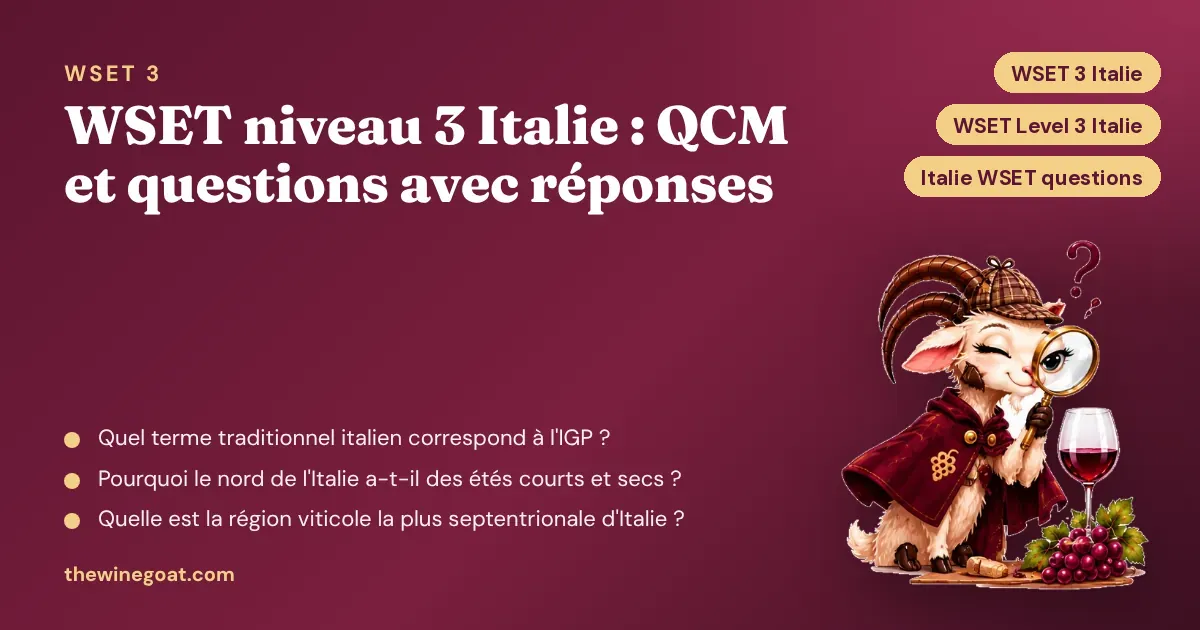 WSET 3
WSET niveau 3 Italie : QCM
et questions avec réponses
WSET 3 Italie
WSET Level 3 Italie
Italie WSET questions
Quel terme traditionnel italien correspond à l'IGP ?
Pourquoi le nord de l'Italie a-t-il des étés courts et secs ?
Quelle est la région viticole la plus septentrionale d'Italie ?
thewinegoat.com